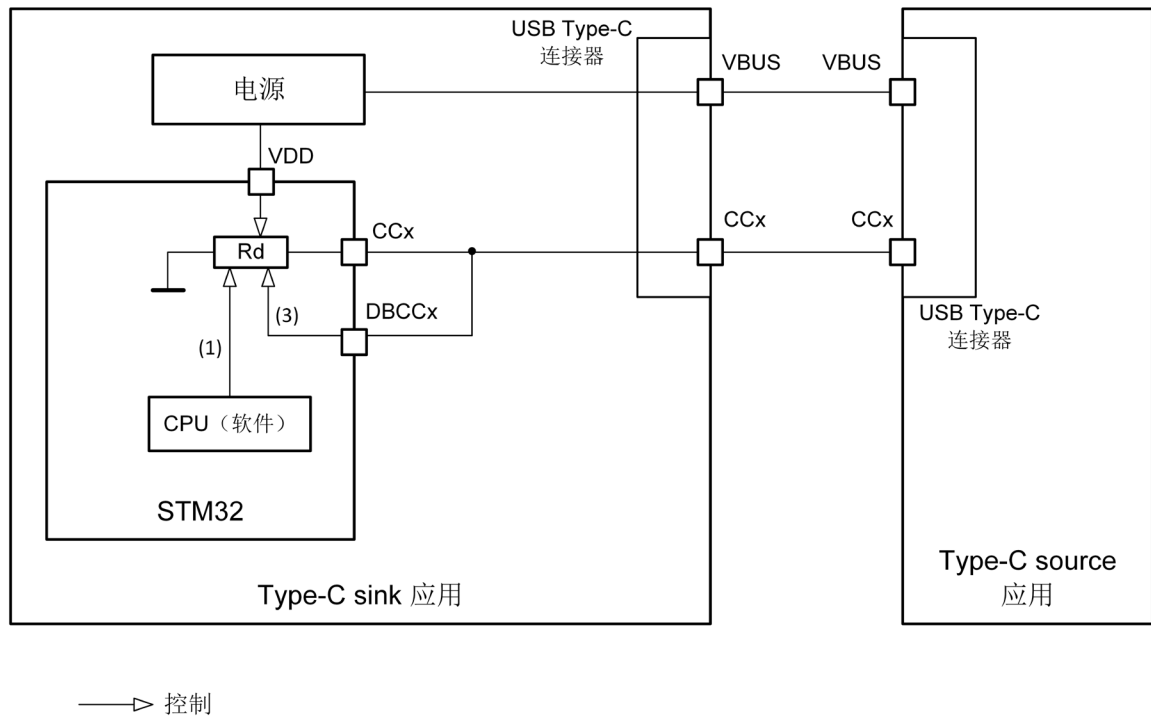 USB Type-C
连接器
电源
VBUS
VBUS
VDD
Rd
CCx
CCx
CCx
(3)
DBCCx
(1)
USB Type-C
连接器
CPU（软件）
STM32
Type-C sink 应用
Type-C source
应用
控制